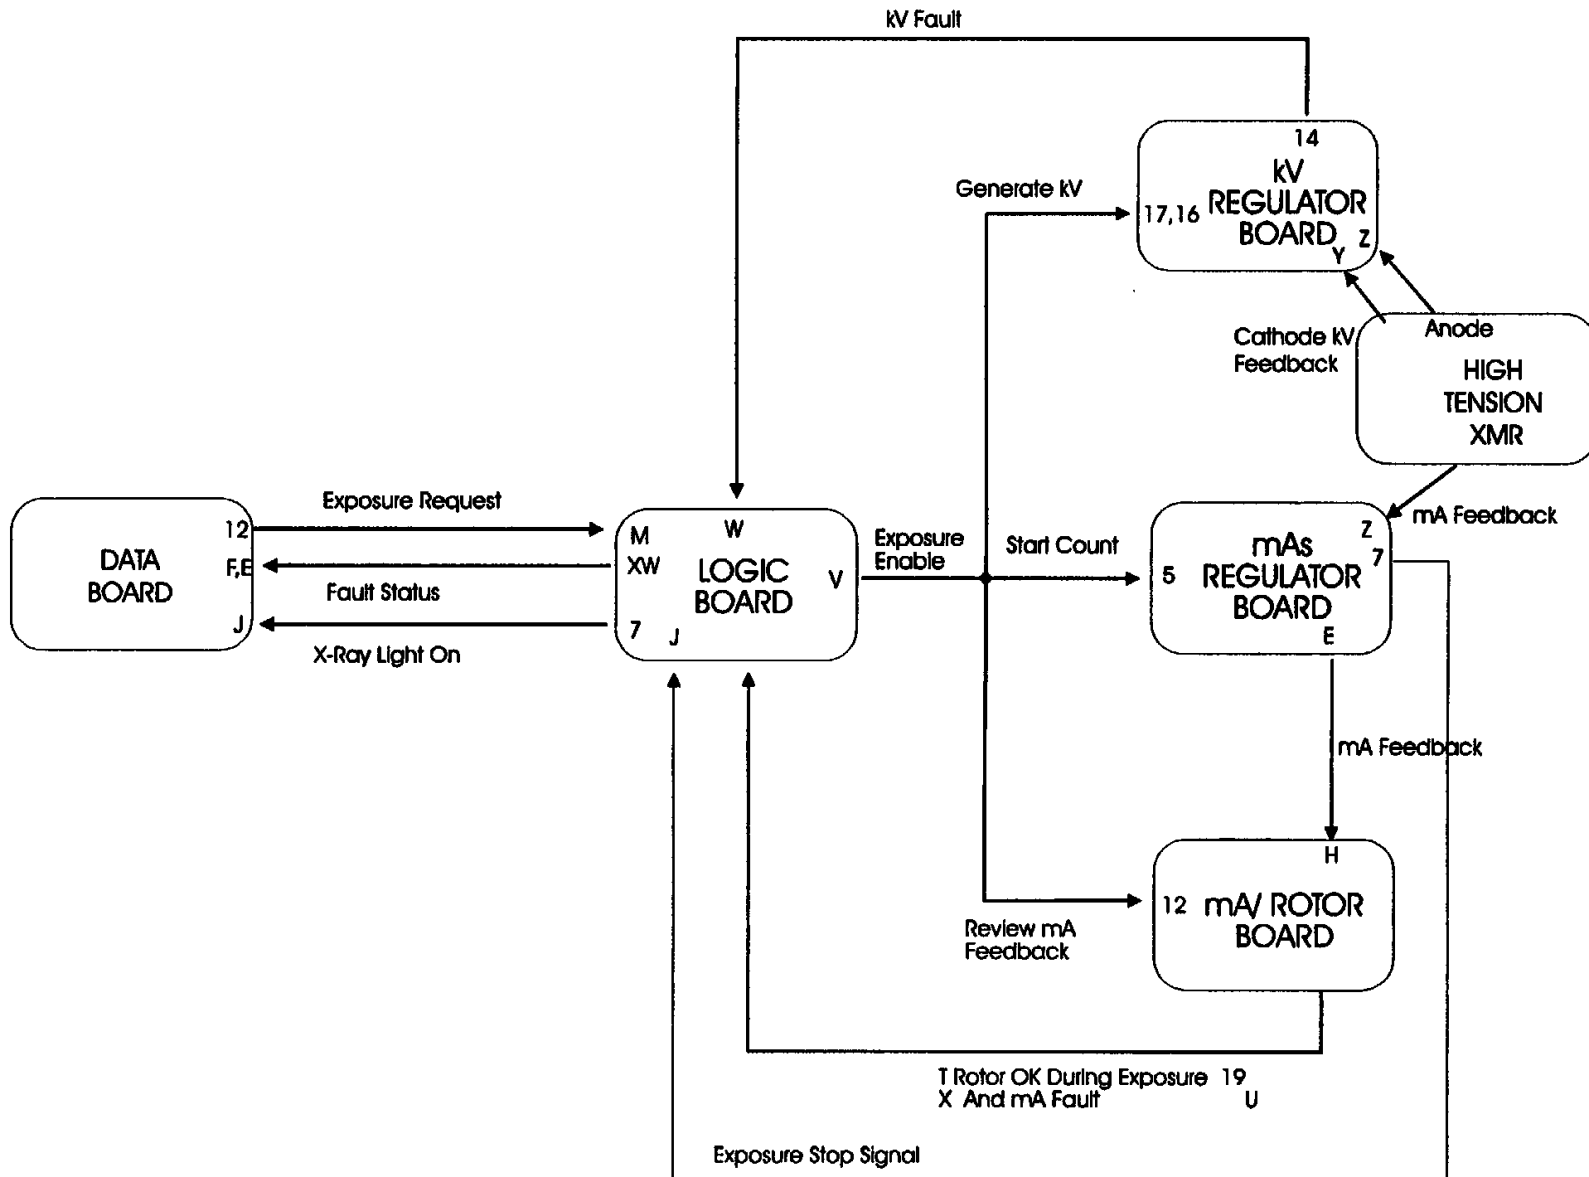 kV Fault
14
kV
Generate kV
17,16 REGULATOR
BOARD
Z
Y
Cathode kV
Feedback
Anode
HIGH
TENSION
XMR
mA Feedback
Exposure Request
12
DATA
BOARD
F,E
Fault Status
J
X-Ray Light On
M
W
XW
LOGIC
BOARD
V
7
J
Exposure
Enable
Start Count
Z
mAs
7
5
REGULATOR
BOARD
E
mA Feedback
H
12 mA/ ROTOR
BOARD
Review mA
Feedback
T Rotor OK During Exposure 19
X And mA Fault U
Exposure Stop Signal